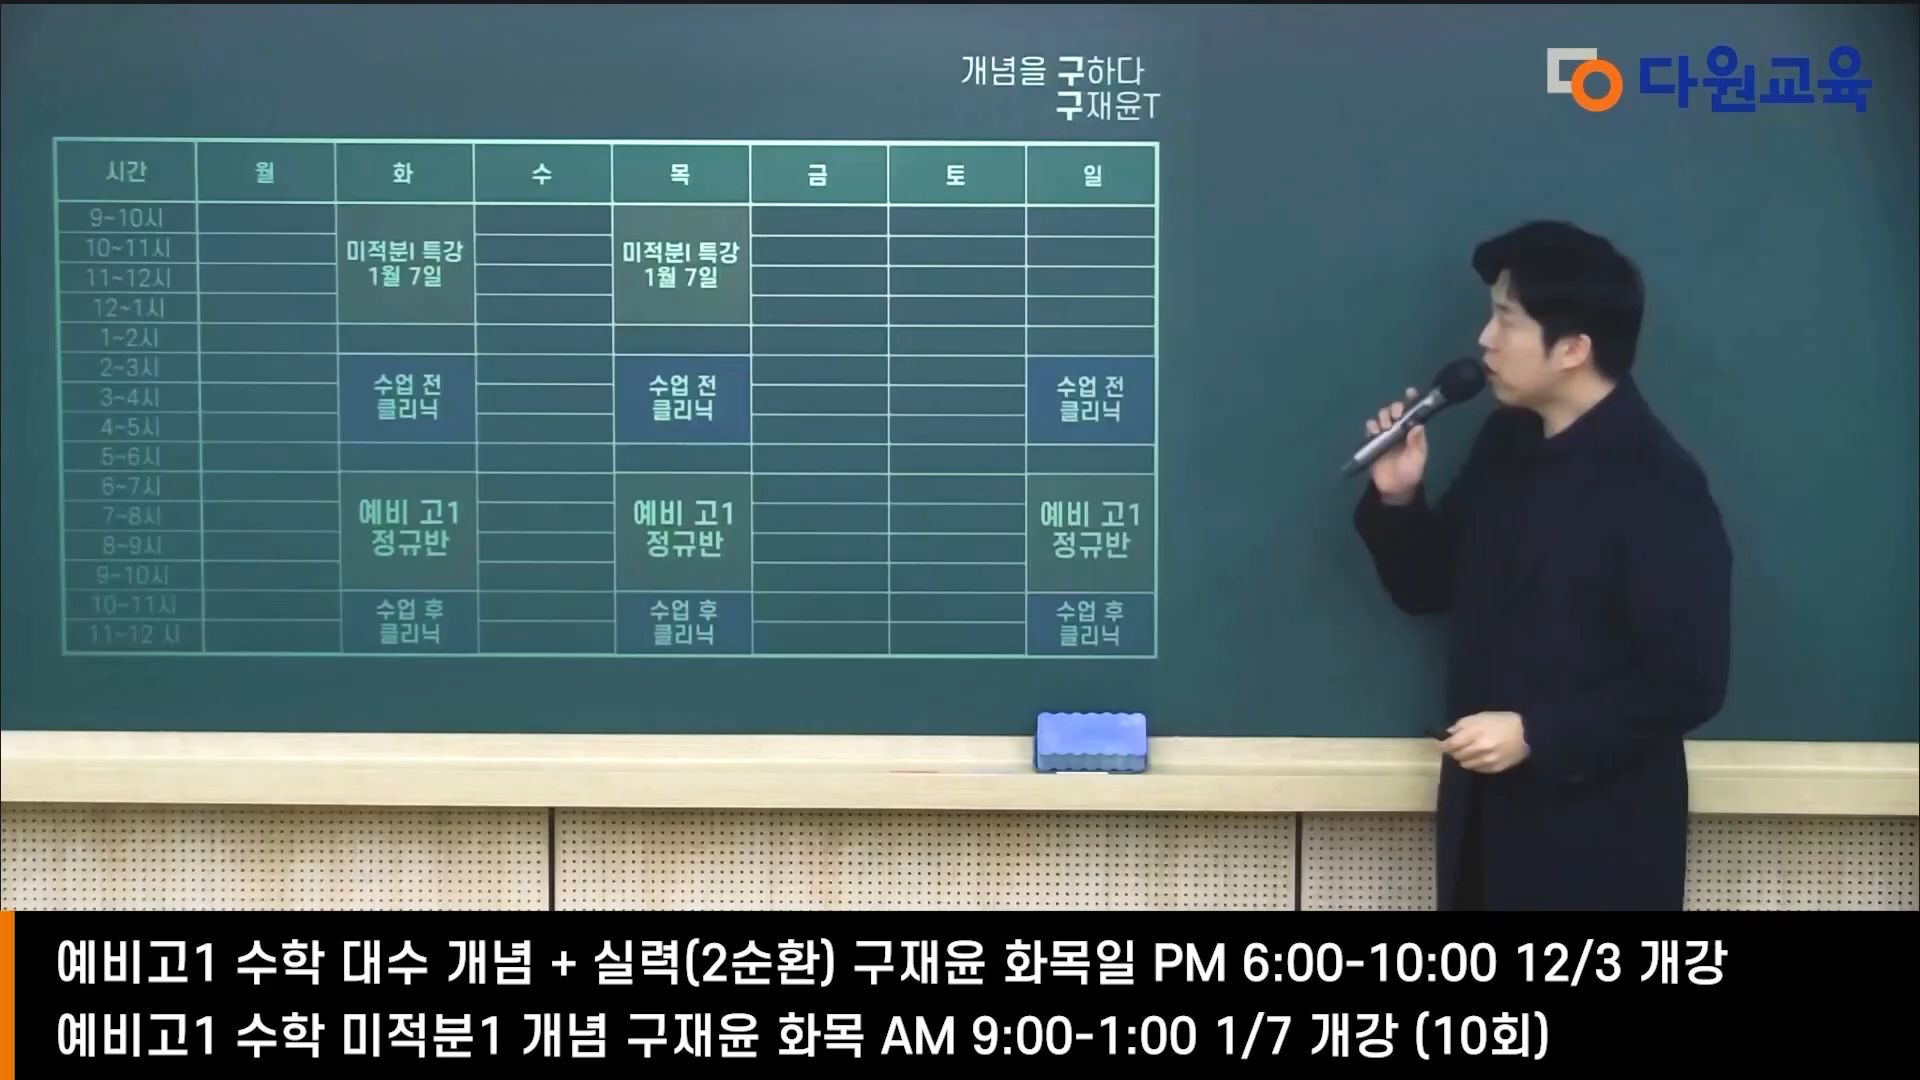 개념을 구하다
구재윤T
다원교육
시간 월 화 수 목 금 토 일
9~10시
10~11시
11~12시
12~1시
1~2시
2~3시
3~4시
4~5시
5~6시
6~7시
7~8시
8~9시
9~10시
10~11시
11~12 시
미적분I 특강
1월 7일
수업 전
클리닉
예비 고1
정규반
수업 후
클리닉
미적분I 특강
1월 7일
수업 전
클리닉
예비 고1
정규반
수업 후
클리닉
수업 전
클리닉
예비 고1
정규반
수업 후
클리닉
예비고1 수학 대수 개념 + 실력(2순환) 구재윤 화목일 PM 6:00-10:00 12/3 개강
예비고1 수학 미적분1 개념 구재윤 화목 AM 9:00-1:00 1/7 개강 (10회)